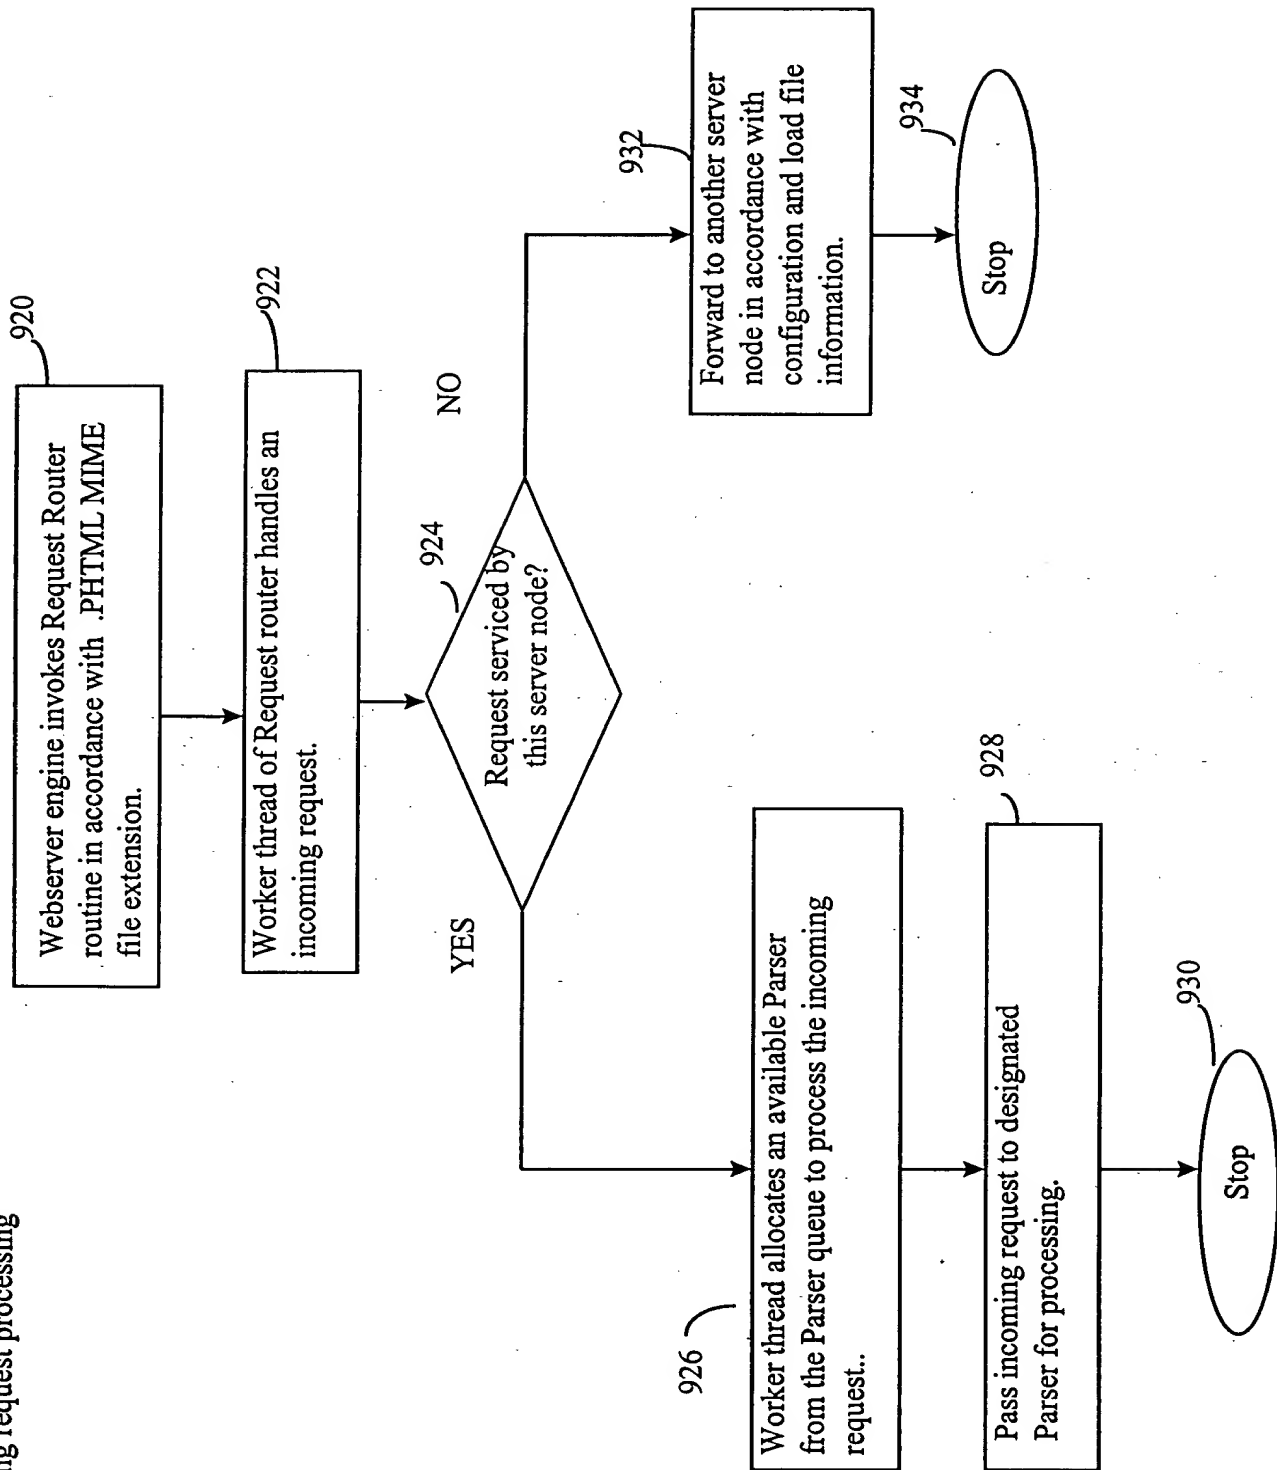 request processing
920
Webserver engine invokes Request Router
routine in accordance with .PHTML MIME
file extension.
922
Worker thread of Request router handles an
incoming request.
924
Request serviced by
this server node?
YES
NO
926
Worker thread allocates an available Parser
from the Parser queue to process the incoming
request..
928
Pass incoming request to designated
Parser for processing.
930
Stop
932
Forward to another server
node in accordance with
configuration and load file
information.
934
Stop